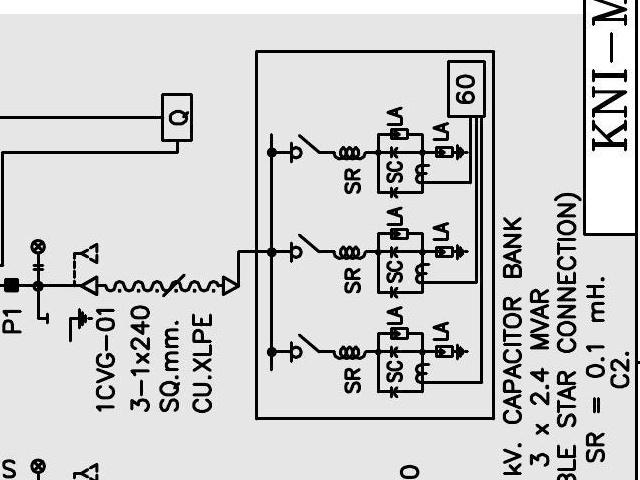 KNI-M
Q
60
LA
LA
SR
SC
LA
LA
SR
SC
LA
LA
SR
SC
P1
1CVG-01
3-1x240
SQ.mm.
CU.XLPE
kV. CAPACITOR BANK
3 x 2.4 MVAR
BLE STAR CONNECTION)
SR = 0.1 mH.
C2.
S
0